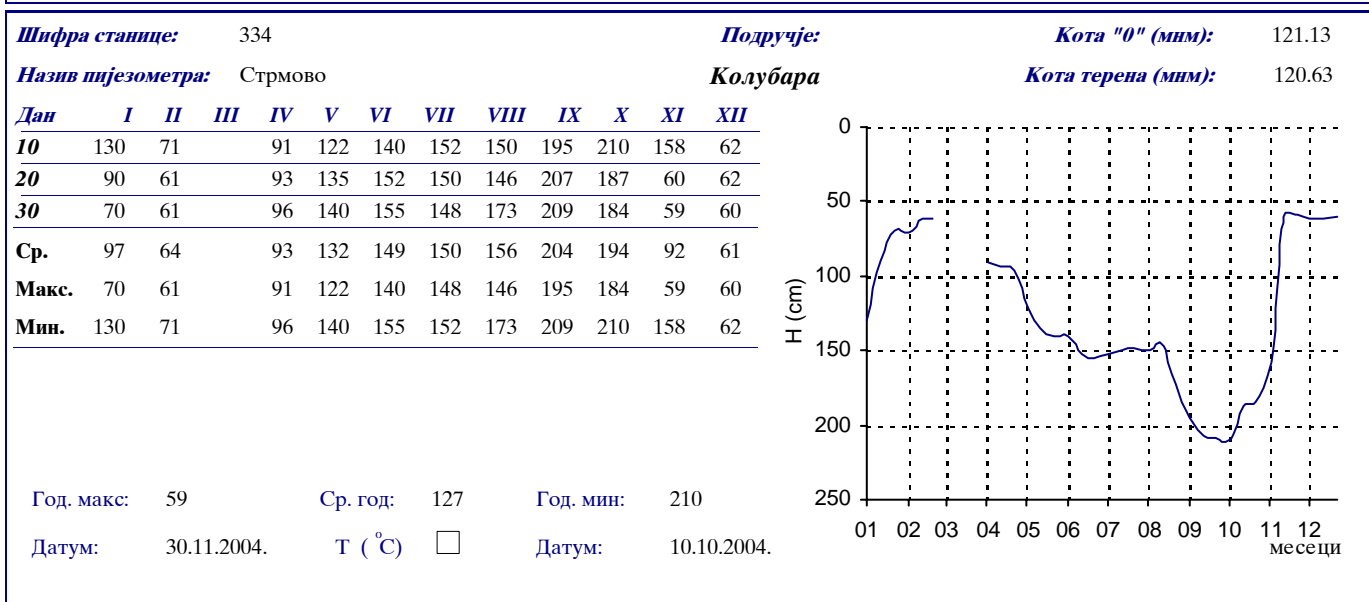 Шифра станице: 334 Подручје: Кота "0" (мнм): 121.13
Назив пијезометра: Стрмово Колубара Кота терена (мнм): 120.63
Дан I II III IV V VI VII VIII IX X XI XII
10 130 71 91 122 140 152 150 195 210 158 62
20 90 61 93 135 152 150 146 207 187 60 62
30 70 61 96 140 155 148 173 209 184 59 60
Ср. 97 64 93 132 149 150 156 204 194 92 61
Макс. 70 61 91 122 140 148 146 195 184 59 60
Мин. 130 71 96 140 155 152 173 209 210 158 62
Год. макс: 59 Ср. год: 127 Год. мин: 210
Датум: 30.11.2004. Т ( °C) Датум: 10.10.2004.
0
50
100
150
200
250
H (cm)
01 02 03 04 05 06 07 08 09 10 11 12
месеци